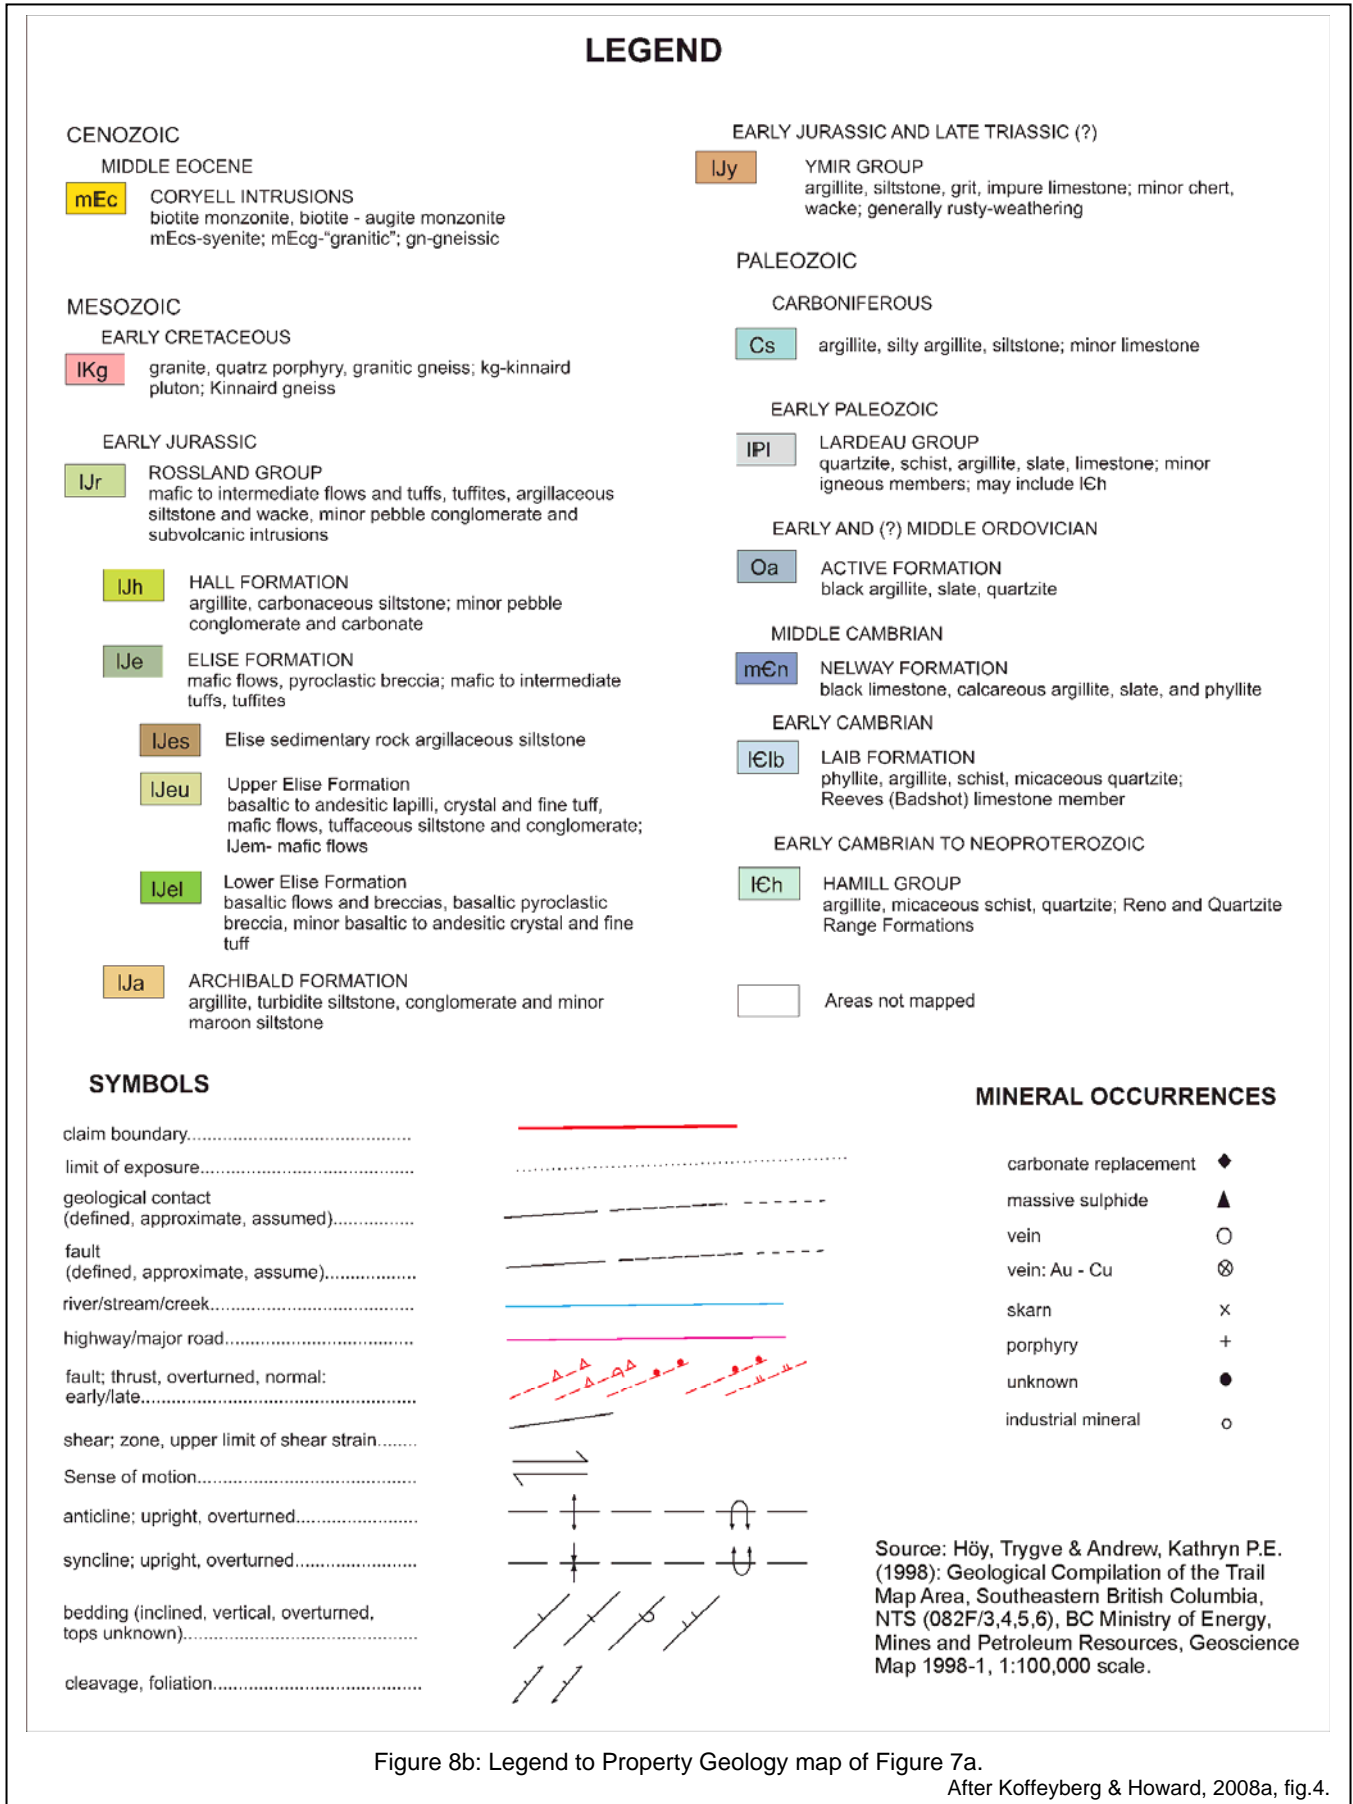 LEGEND
CENOZOIC
MIDDLE EOCENE
mEc
CORYELL INTRUSIONS
biotite monzonite, biotite - augite monzonite
mEcs-syenite; mEcg-“granitic”; gn-gneissic
MESOZOIC
EARLY CRETACEOUS
lKg
granite, quatrz porphyry, granitic gneiss; kg-kinnaird
pluton; Kinnaird gneiss
EARLY JURASSIC
lJr
ROSSLAND GROUP
mafic to intermediate flows and tuffs, tuffites, argillaceous
siltstone and wacke, minor pebble conglomerate and
subvolcanic intrusions
lJh
HALL FORMATION
argillite, carbonaceous siltstone; minor pebble
conglomerate and carbonate
lJe
ELISE FORMATION
mafic flows, pyroclastic breccia; mafic to intermediate
tuffs, tuffites
lJes
Elise sedimentary rock argillaceous siltstone
lJeu
Upper Elise Formation
basaltic to andesitic lapilli, crystal and fine tuff,
mafic flows, tuffaceous siltstone and conglomerate;
lJem- mafic flows
lJel
Lower Elise Formation
basaltic flows and breccias, basaltic pyroclastic
breccia, minor basaltic to andesitic crystal and fine
tuff
lJa
ARCHIBALD FORMATION
argillite, turbidite siltstone, conglomerate and minor
maroon siltstone
EARLY JURASSIC AND LATE TRIASSIC (?)
lJy
YMIR GROUP
argillite, siltstone, grit, impure limestone; minor chert,
wacke; generally rusty-weathering
PALEOZOIC
CARBONIFEROUS
Cs
argillite, silty argillite, siltstone; minor limestone
EARLY PALEOZOIC
lPl
LARDEAU GROUP
quartzite, schist, argillite, slate, limestone; minor
igneous members; may include lЄh
EARLY AND (?) MIDDLE ORDOVICIAN
Oa
ACTIVE FORMATION
black argillite, slate, quartzite
MIDDLE CAMBRIAN
mЄn
NELWAY FORMATION
black limestone, calcareous argillite, slate, and phyllite
EARLY CAMBRIAN
lЄlb
LAIB FORMATION
phyllite, argillite, schist, micaceous quartzite;
Reeves (Badshot) limestone member
EARLY CAMBRIAN TO NEOPROTEROZOIC
lЄh
HAMILL GROUP
argillite, micaceous schist, quartzite; Reno and Quartzite
Range Formations
Areas not mapped
SYMBOLS
claim boundary..........................................
limit of exposure........................................
geological contact
(defined, approximate, assumed)...............
fault
(defined, approximate, assume).................
river/stream/creek......................................
highway/major road...................................
fault; thrust, overturned, normal:
early/late...................................................
shear; zone, upper limit of shear strain........
Sense of motion.........................................
anticline; upright, overturned......................
syncline; upright, overturned.......................
bedding (inclined, vertical, overturned,
tops unknown)...........................................
cleavage, foliation.......................................
MINERAL OCCURRENCES
carbonate replacement
massive sulphide
vein
vein: Au - Cu
skarn
porphyry
unknown
industrial mineral
Source: Höy, Trygve & Andrew, Kathryn P.E.
(1998): Geological Compilation of the Trail
Map Area, Southeastern British Columbia,
NTS (082F/3,4,5,6), BC Ministry of Energy,
Mines and Petroleum Resources, Geoscience
Map 1998-1, 1:100,000 scale.
Figure 8b: Legend to Property Geology map of Figure 7a.
After Koffeyberg & Howard, 2008a, fig.4.